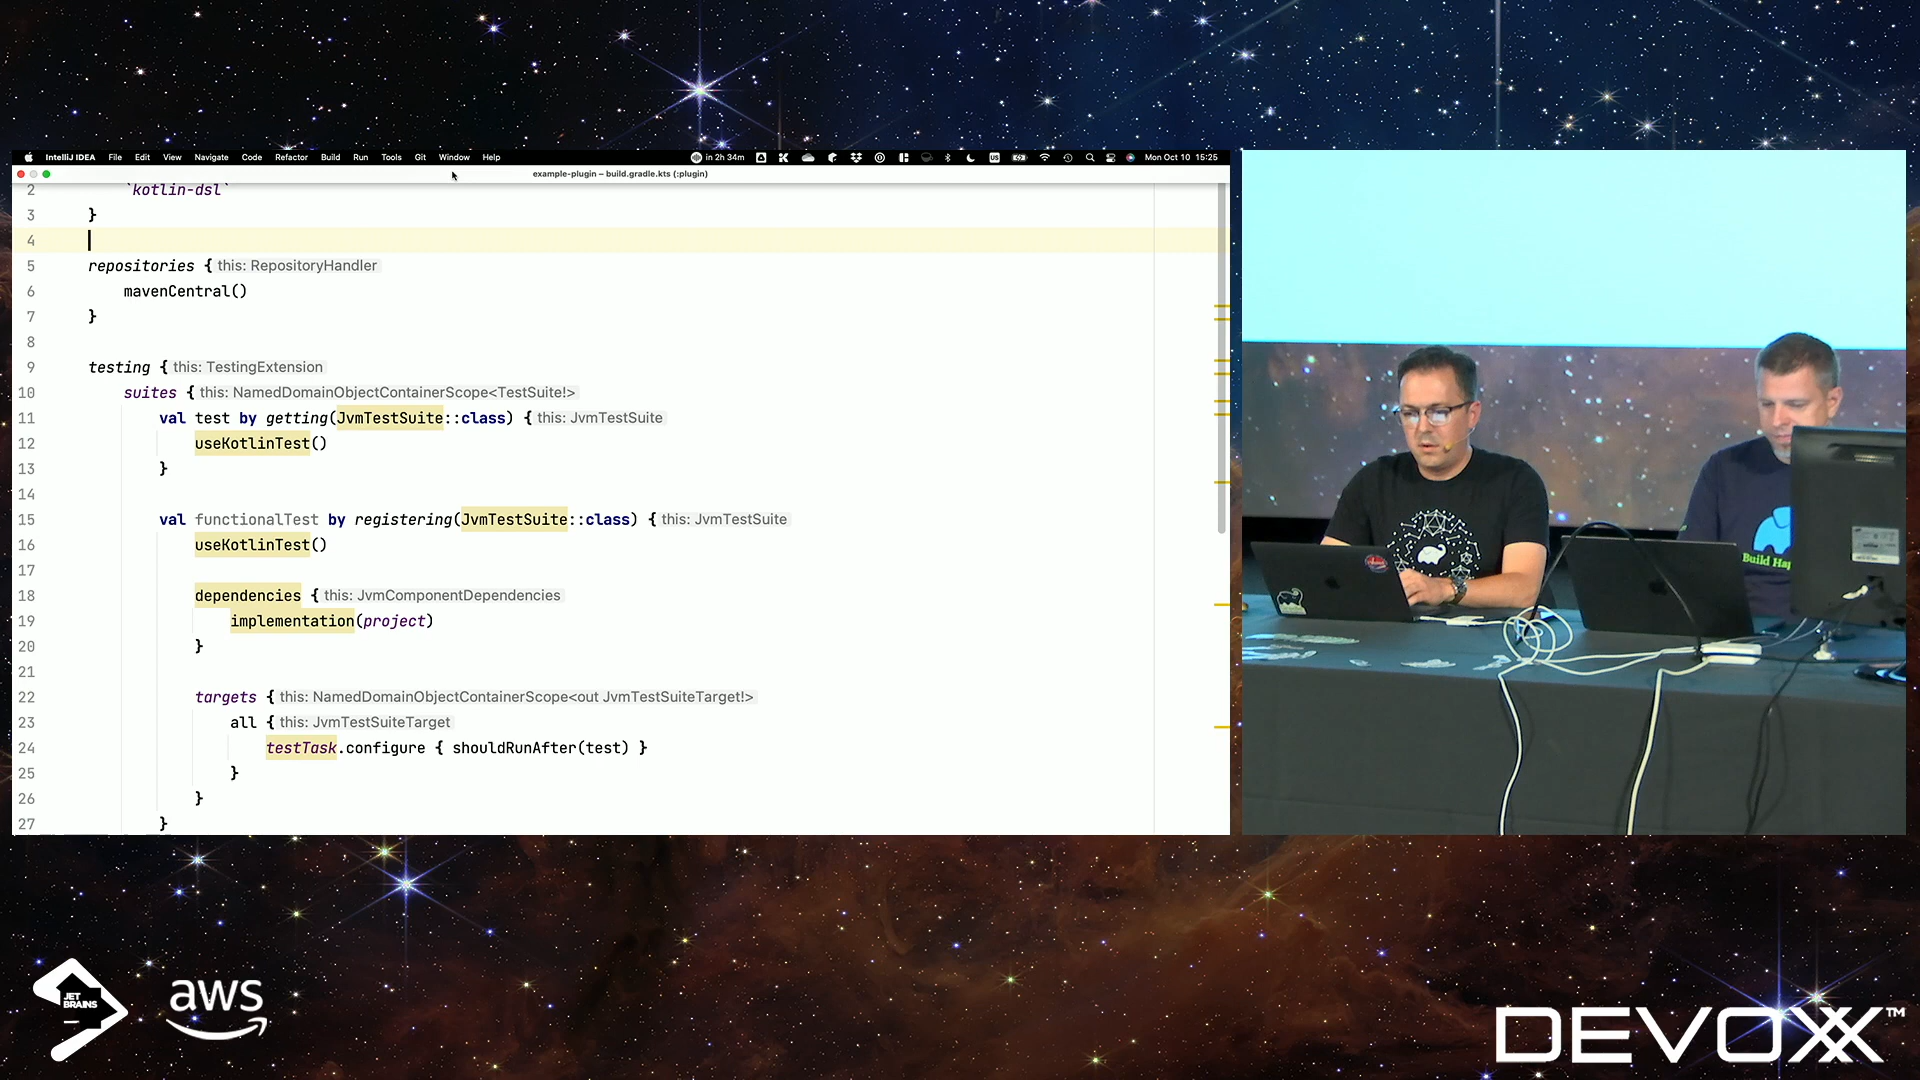 IntelliJ IDEA File Edit View Navigate Code Refactor Build Run Tools Git Window Help in 2h 34m US Mon Oct 10 15:25
example-plugin – build.gradle.kts (:plugin)
2 `kotlin-dsl`
3 }
4
5 repositories { this: RepositoryHandler
6 mavenCentral()
7 }
8
9 testing { this: TestingExtension
10 suites { this: NamedDomainObjectContainerScope<TestSuite!>
11 val test by getting(JvmTestSuite::class) { this: JvmTestSuite
12 useKotlinTest()
13 }
14
15 val functionalTest by registering(JvmTestSuite::class) { this: JvmTestSuite
16 useKotlinTest()
17
18 dependencies { this: JvmComponentDependencies
19 implementation(project)
20 }
21
22 targets { this: NamedDomainObjectContainerScope<out JvmTestSuiteTarget!>
23 all { this: JvmTestSuiteTarget
24 testTask.configure { shouldRunAfter(test) }
25 }
26 }
27 }
Build
JET
BRAINS
aws
DEVOXX™